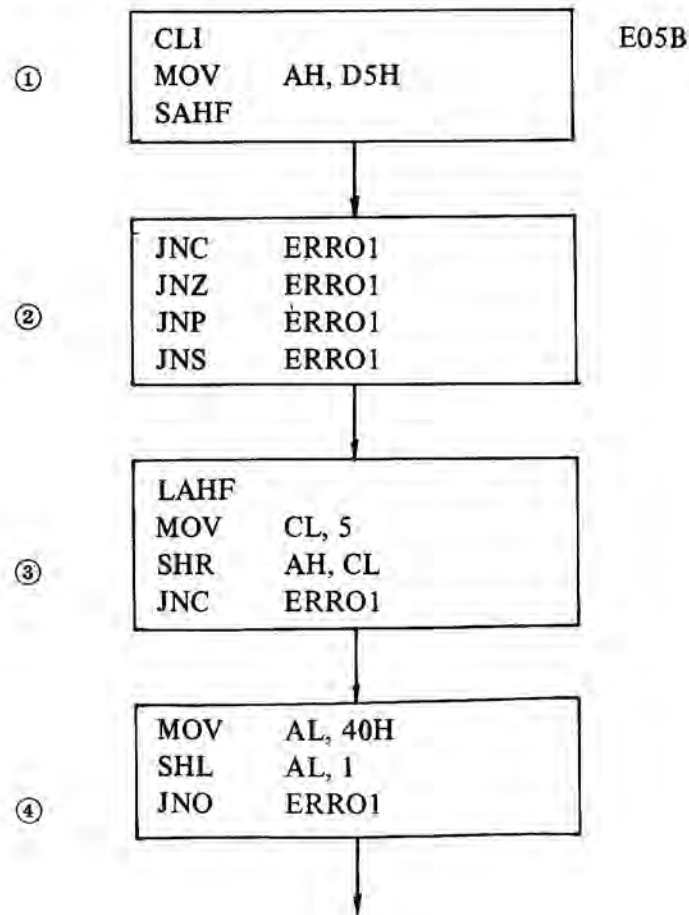 CLI E05B
① MOV AH, D5H
SAHF
JNC ERRO1
JNZ ERRO1
② JNP ERRO1
JNS ERRO1
LAHF
MOV CL, 5
③ SHR AH, CL
JNC ERRO1
MOV AL, 40H
SHL AL, 1
④ JNO ERRO1